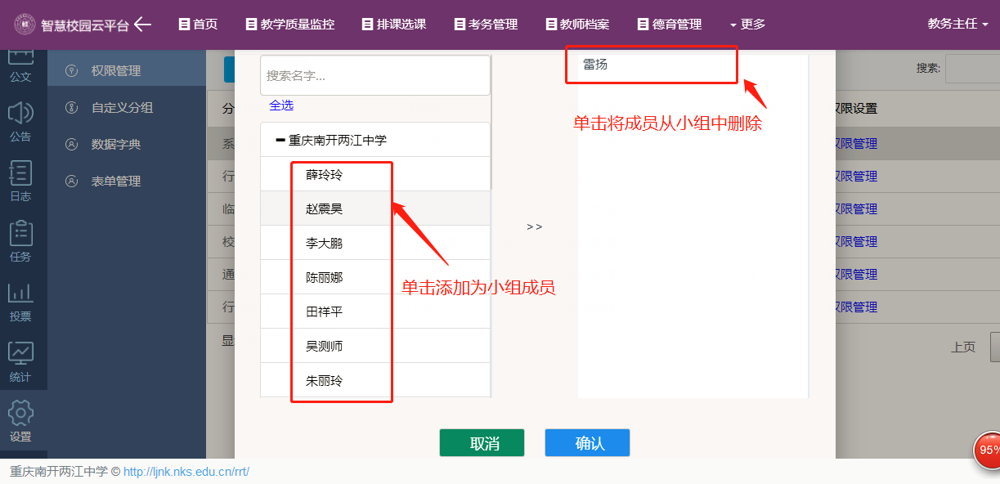 智慧校园云平台
首页
教学质量监控
排课选课
考务管理
教师档案
德育管理
更多
教务主任
公文
公告
日志
任务
投票
统计
设置
权限管理
自定义分组
数据字典
表单管理
搜索名字...
全选
重庆南开两江中学
薛玲玲
赵震昊
李大鹏
陈丽娜
田祥平
吴测师
朱丽玲
>>
雷扬
单击将成员从小组中删除
单击添加为小组成员
取消
确认
搜索:
分
权限设置
系
权限管理
行
权限管理
临
权限管理
校
权限管理
通
权限管理
行
权限管理
显
上页
95%
重庆南开两江中学 © http://ljnk.nks.edu.cn/rrt/